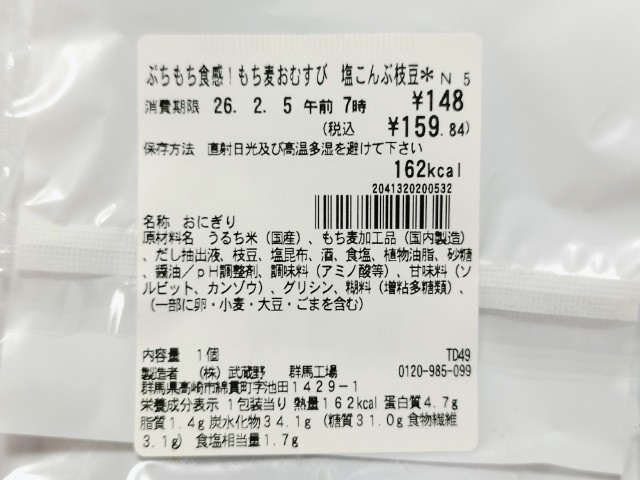 ぷちもち食感！もち麦おむすび　塩こんぶ枝豆＊ N 5
消費期限 26. 2. 5 午前 7時 ¥148
(税込 ¥159.84)
保存方法　直射日光及び高温多湿を避けて下さい
162kcal
2041320200532
名称　おにぎり
原材料名　うるち米（国産）、もち麦加工品（国内製造）
、だし抽出液、枝豆、塩昆布、酒、食塩、植物油脂、砂糖、
醤油／ｐＨ調整剤、調味料（アミノ酸等）、甘味料（ソ
ルビット、カンゾウ）、グリシン、糊料（増粘多糖類）、
（一部に卵・小麦・大豆・ごまを含む）
内容量　１個 TD49
製造者　（株）武蔵野　群馬工場 0120-985-099
群馬県高崎市綿貫町字池田１４２９−１
栄養成分表示 １包装当り 熱量１６２kcal 蛋白質４.７g
脂質１.４g 炭水化物３４.１g （糖質３１.０g 食物繊維
３.１g） 食塩相当量１.７g